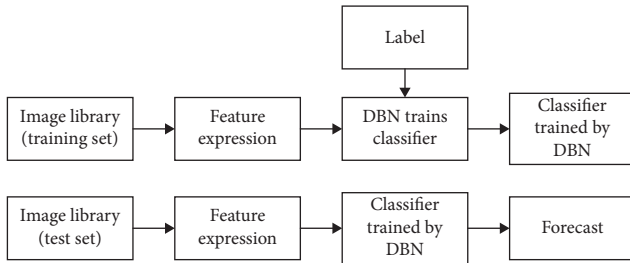 Label
Image library
(training set)
Feature
expression
DBN trains
classifier
Classifier
trained by
DBN
Image library
(test set)
Feature
expression
Classifier
trained by
DBN
Forecast